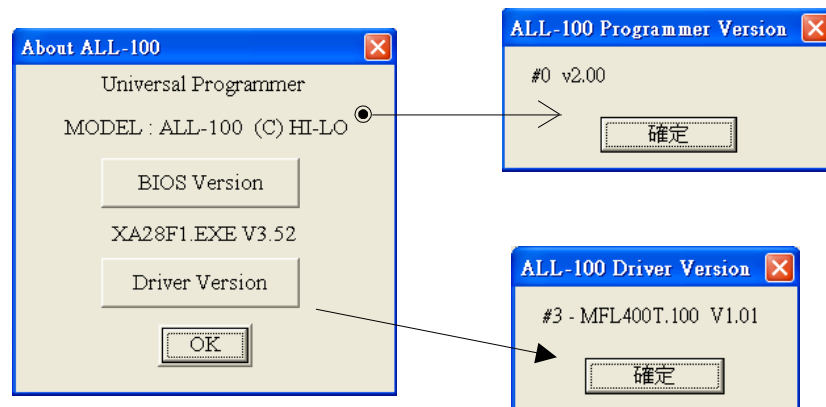 About ALL-100
Universal Programmer
MODEL : ALL-100 (C) HI-LO
BIOS Version
XA28F1.EXE V3.52
Driver Version
OK
ALL-100 Programmer Version
#0 v2.00
確定
ALL-100 Driver Version
#3 - MFL400T.100 V1.01
確定